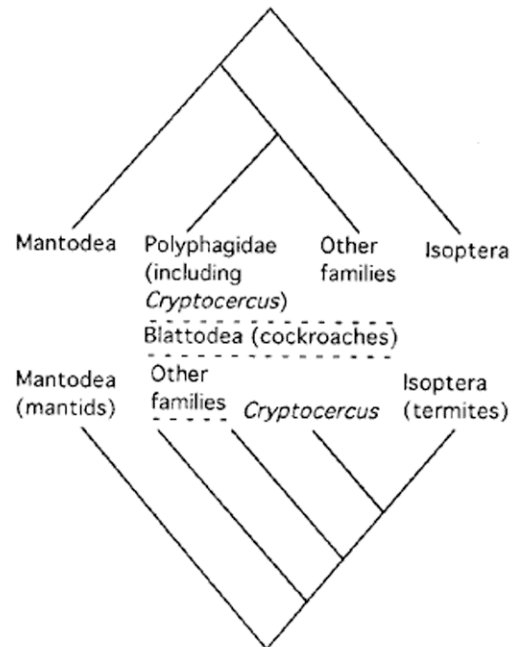 Mantodea Polyphagidae Other Isoptera
(including families
Cryptocercus)
Blattodea (cockroaches)
Mantodea Other Isoptera
(mantids) families Cryptocercus (termites)